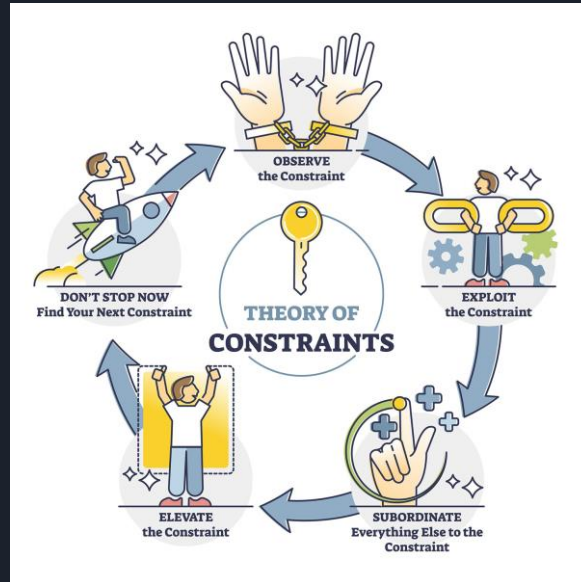 OBSERVE
the Constraint
EXPLOIT
the Constraint
SUBORDINATE
Everything Else to the
Constraint
ELEVATE
the Constraint
DON'T STOP NOW
Find Your Next Constraint
THEORY OF
CONSTRAINTS